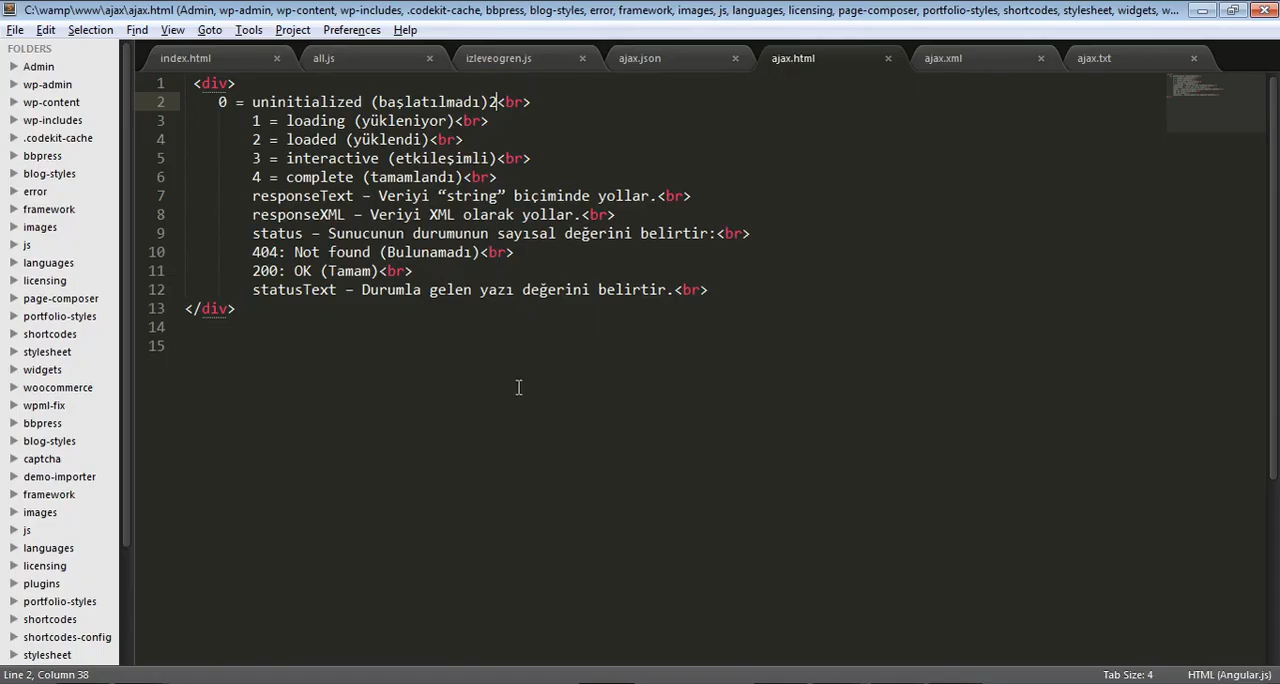 C:\wamp\www\ajax\ajax.html (Admin, wp-admin, wp-content, wp-includes, .codekit-cache, bbpress, blog-styles, error, framework, images, js, languages, licensing, page-composer, portfolio-styles, shortcodes, stylesheet, widgets, w...
File Edit Selection Find View Goto Tools Project Preferences Help
FOLDERS
Admin
wp-admin
wp-content
wp-includes
.codekit-cache
bbpress
blog-styles
error
framework
images
js
languages
licensing
page-composer
portfolio-styles
shortcodes
stylesheet
widgets
woocommerce
wpml-fix
bbpress
blog-styles
captcha
demo-importer
framework
images
js
languages
licensing
plugins
portfolio-styles
shortcodes
shortcodes-config
stylesheet
index.html all.js izleveogren.js ajax.json ajax.html ajax.xml ajax.txt
1 <div>
2 0 = uninitialized (başlatılmadı)2<br>
3 1 = loading (yükleniyor)<br>
4 2 = loaded (yüklendi)<br>
5 3 = interactive (etkileşimli)<br>
6 4 = complete (tamamlandı)<br>
7 responseText – Veriyi “string” biçiminde yollar.<br>
8 responseXML – Veriyi XML olarak yollar.<br>
9 status – Sunucunun durumunun sayısal değerini belirtir:<br>
10 404: Not found (Bulunamadı)<br>
11 200: OK (Tamam)<br>
12 statusText – Durumla gelen yazı değerini belirtir.<br>
13 </div>
14
15
Line 2, Column 38 Tab Size: 4 HTML (Angular.js)